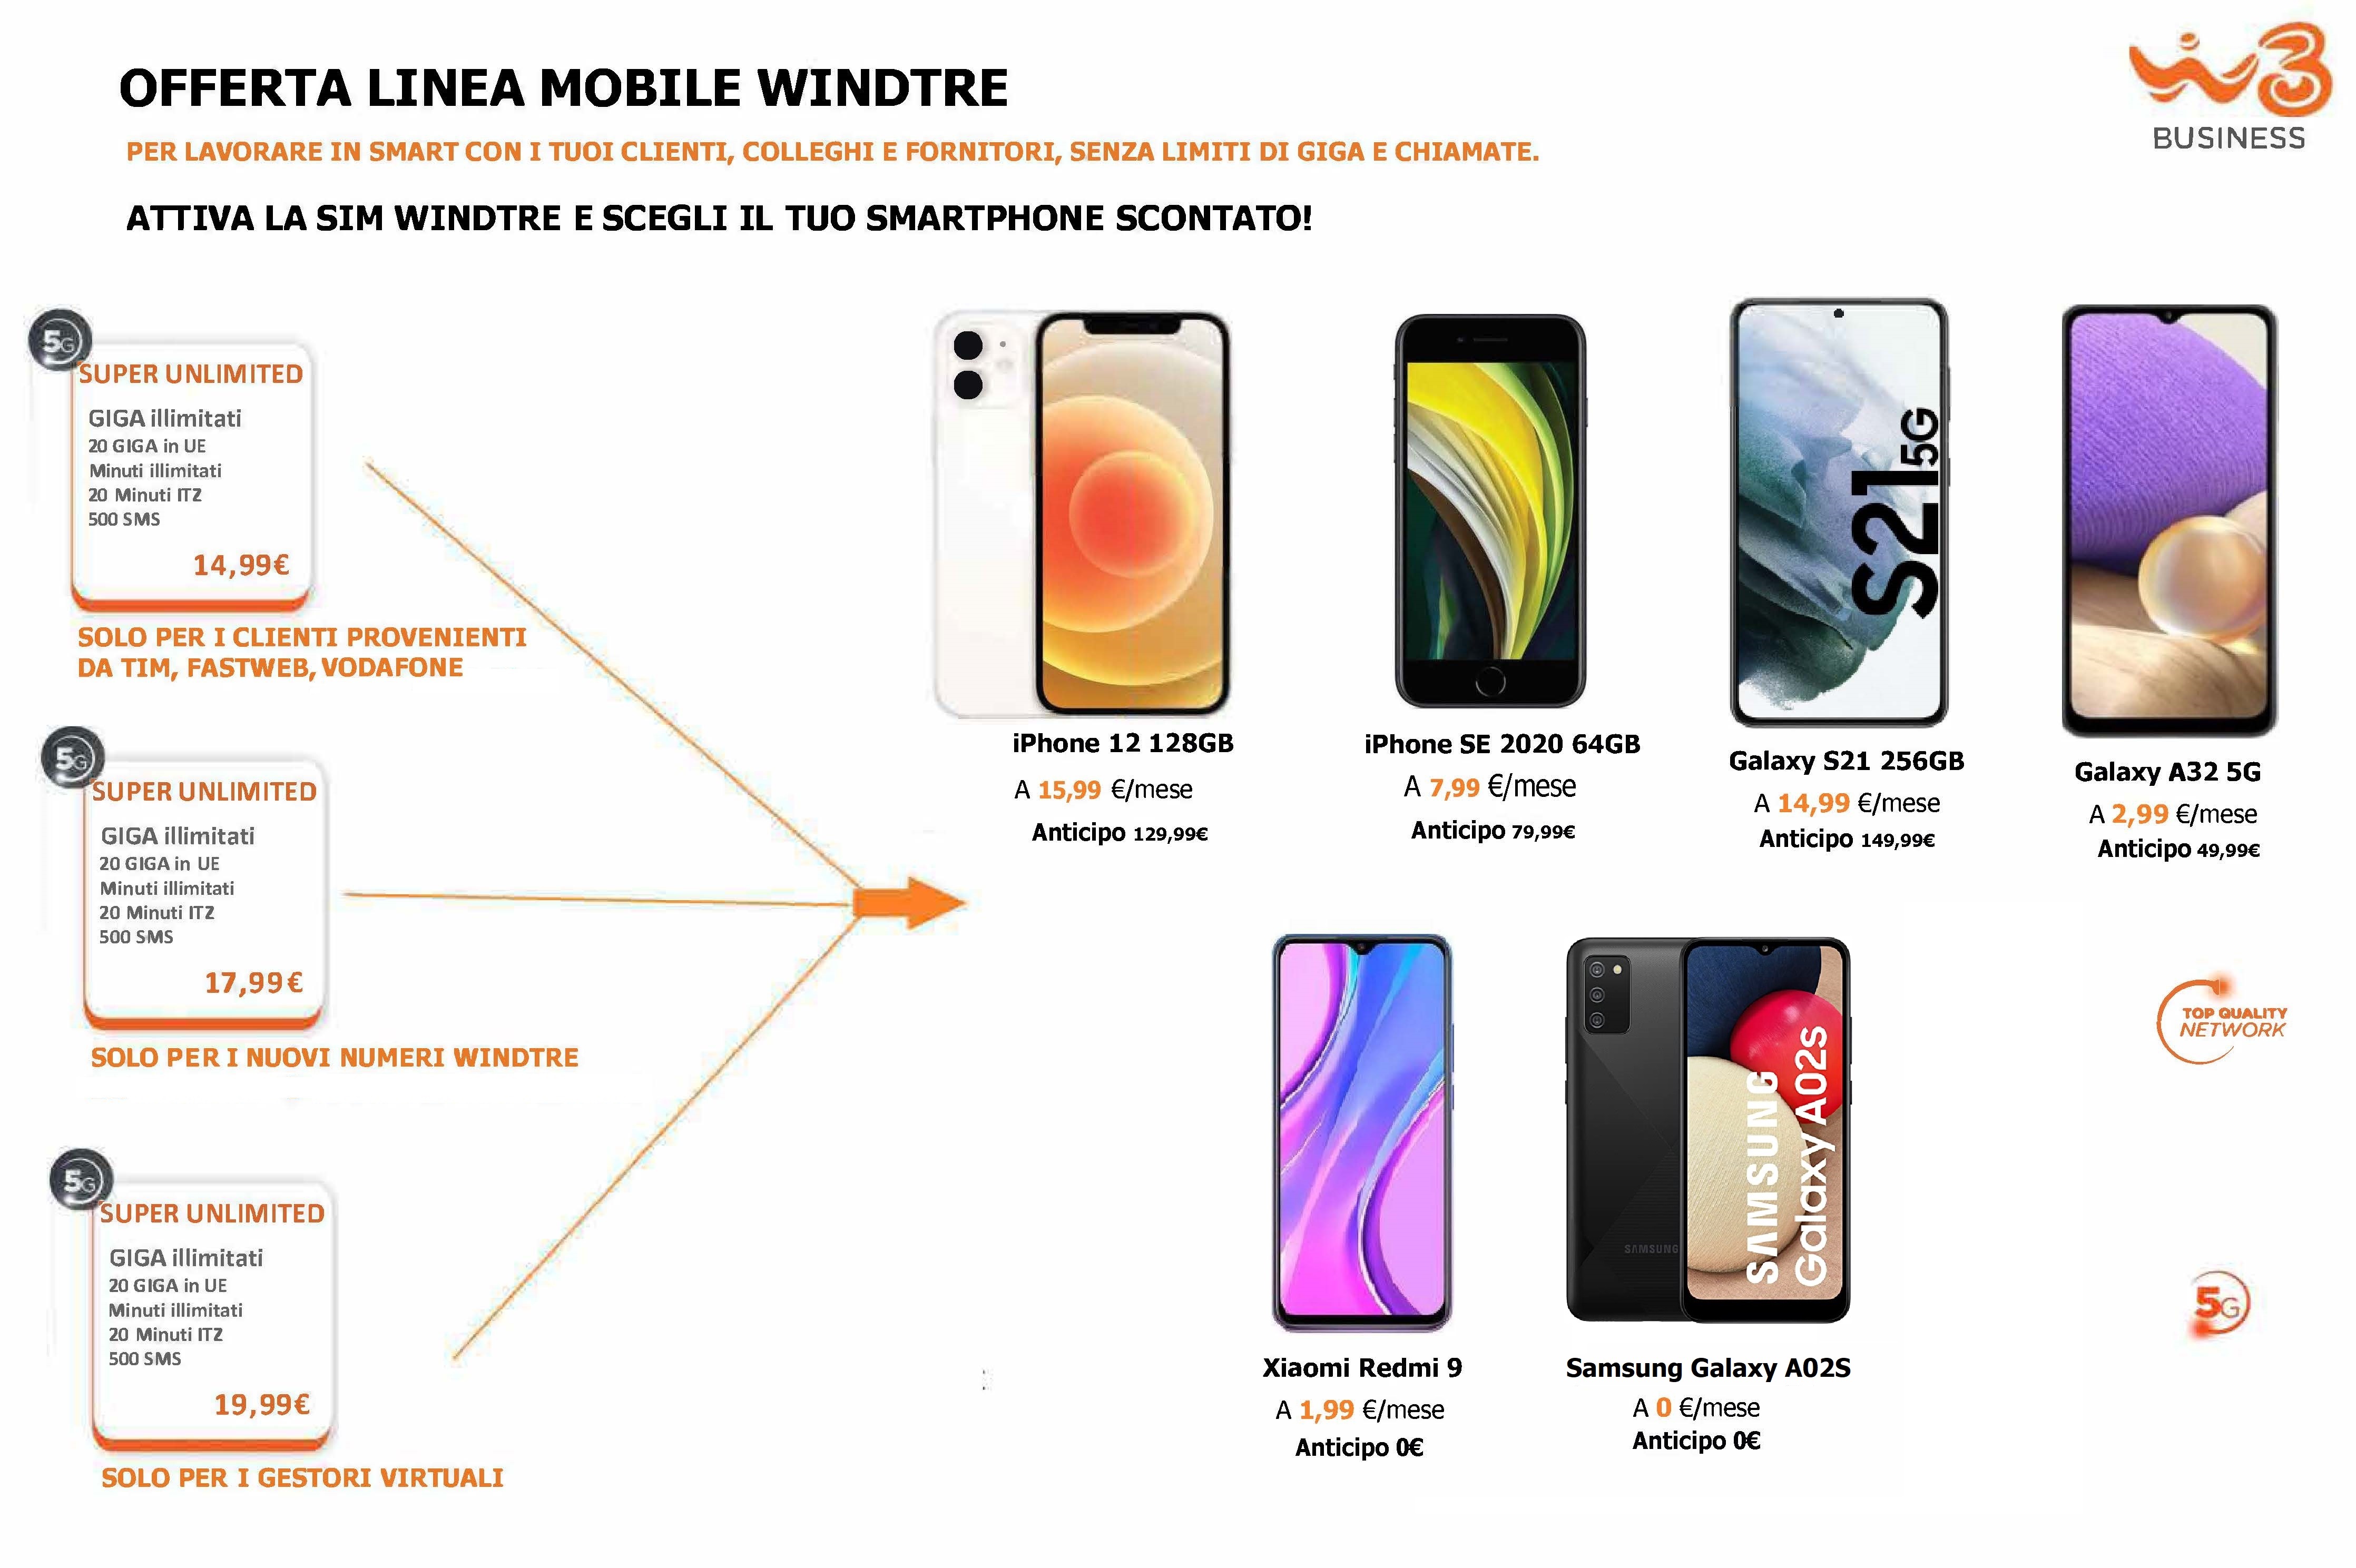 OFFERTA LINEA MOBILE WINDTRE
W3
BUSINESS
PER LAVORARE IN SMART CON I TUOI CLIENTI, COLLEGHI E FORNITORI, SENZA LIMITI DI GIGA E CHIAMATE.
ATTIVA LA SIM WINDTRE E SCEGLI IL TUO SMARTPHONE SCONTATO!
5G
SUPER UNLIMITED
GIGA illimitati
20 GIGA in UE
Minuti illimitati
20 Minuti ITZ
500 SMS
14,99€
SOLO PER I CLIENTI PROVENIENTI
DA TIM, FASTWEB, VODAFONE
5G
SUPER UNLIMITED
GIGA illimitati
20 GIGA in UE
Minuti illimitati
20 Minuti ITZ
500 SMS
17,99€
SOLO PER I NUOVI NUMERI WINDTRE
5G
SUPER UNLIMITED
GIGA illimitati
20 GIGA in UE
Minuti illimitati
20 Minuti ITZ
500 SMS
19,99€
SOLO PER I GESTORI VIRTUALI
iPhone 12 128GB
A 15,99 €/mese
Anticipo 129,99€
iPhone SE 2020 64GB
A 7,99 €/mese
Anticipo 79,99€
S21 5G
Galaxy S21 256GB
A 14,99 €/mese
Anticipo 149,99€
Galaxy A32 5G
A 2,99 €/mese
Anticipo 49,99€
Xiaomi Redmi 9
A 1,99 €/mese
Anticipo 0€
SAMSUNG
SAMSUNG
Galaxy A02s
Samsung Galaxy A02S
A 0 €/mese
Anticipo 0€
TOP QUALITY
NETWORK
5G